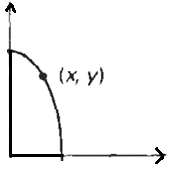 (x, y)